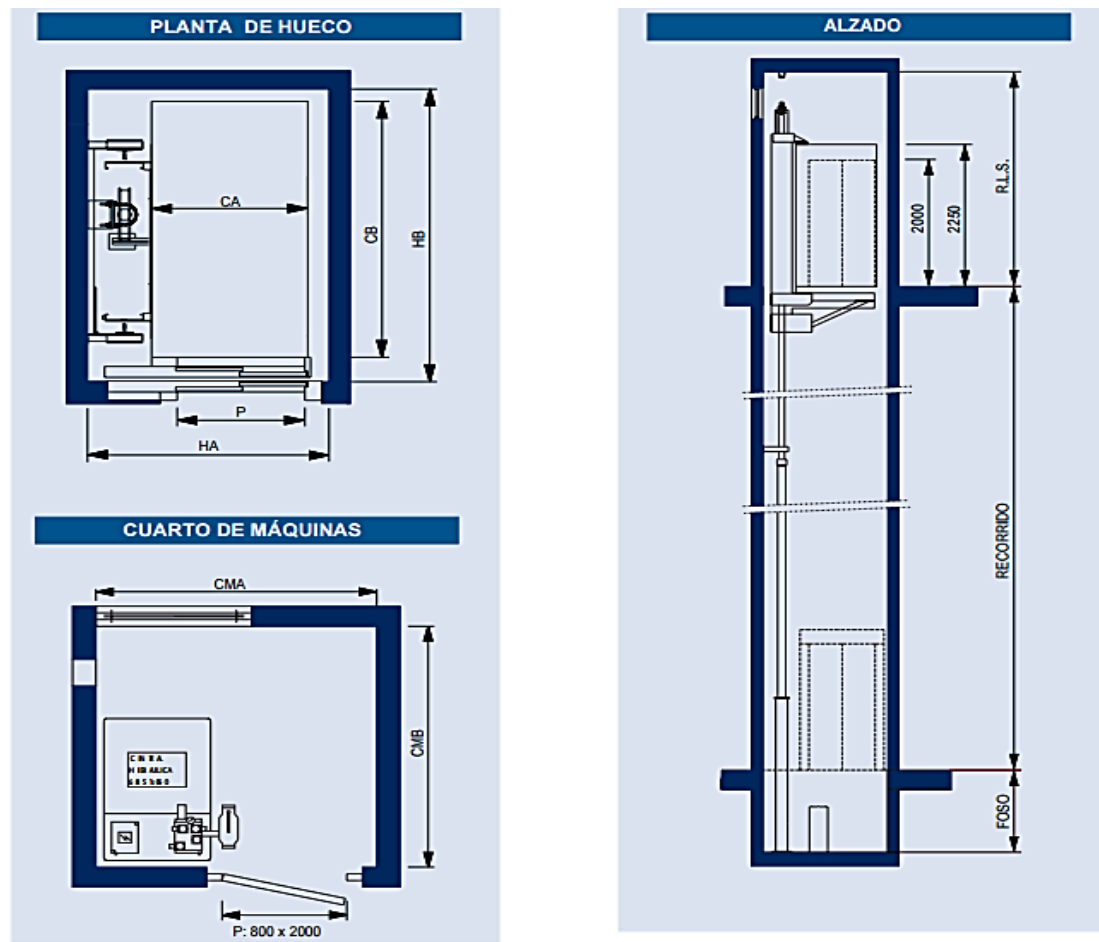 PLANTA DE HUECO
CA
CB
HB
P
HA
CUARTO DE MÁQUINAS
CMA
CMB
P: 800 x 2000
ALZADO
R.L.S.
2000
2250
RECORRIDO
FOSO